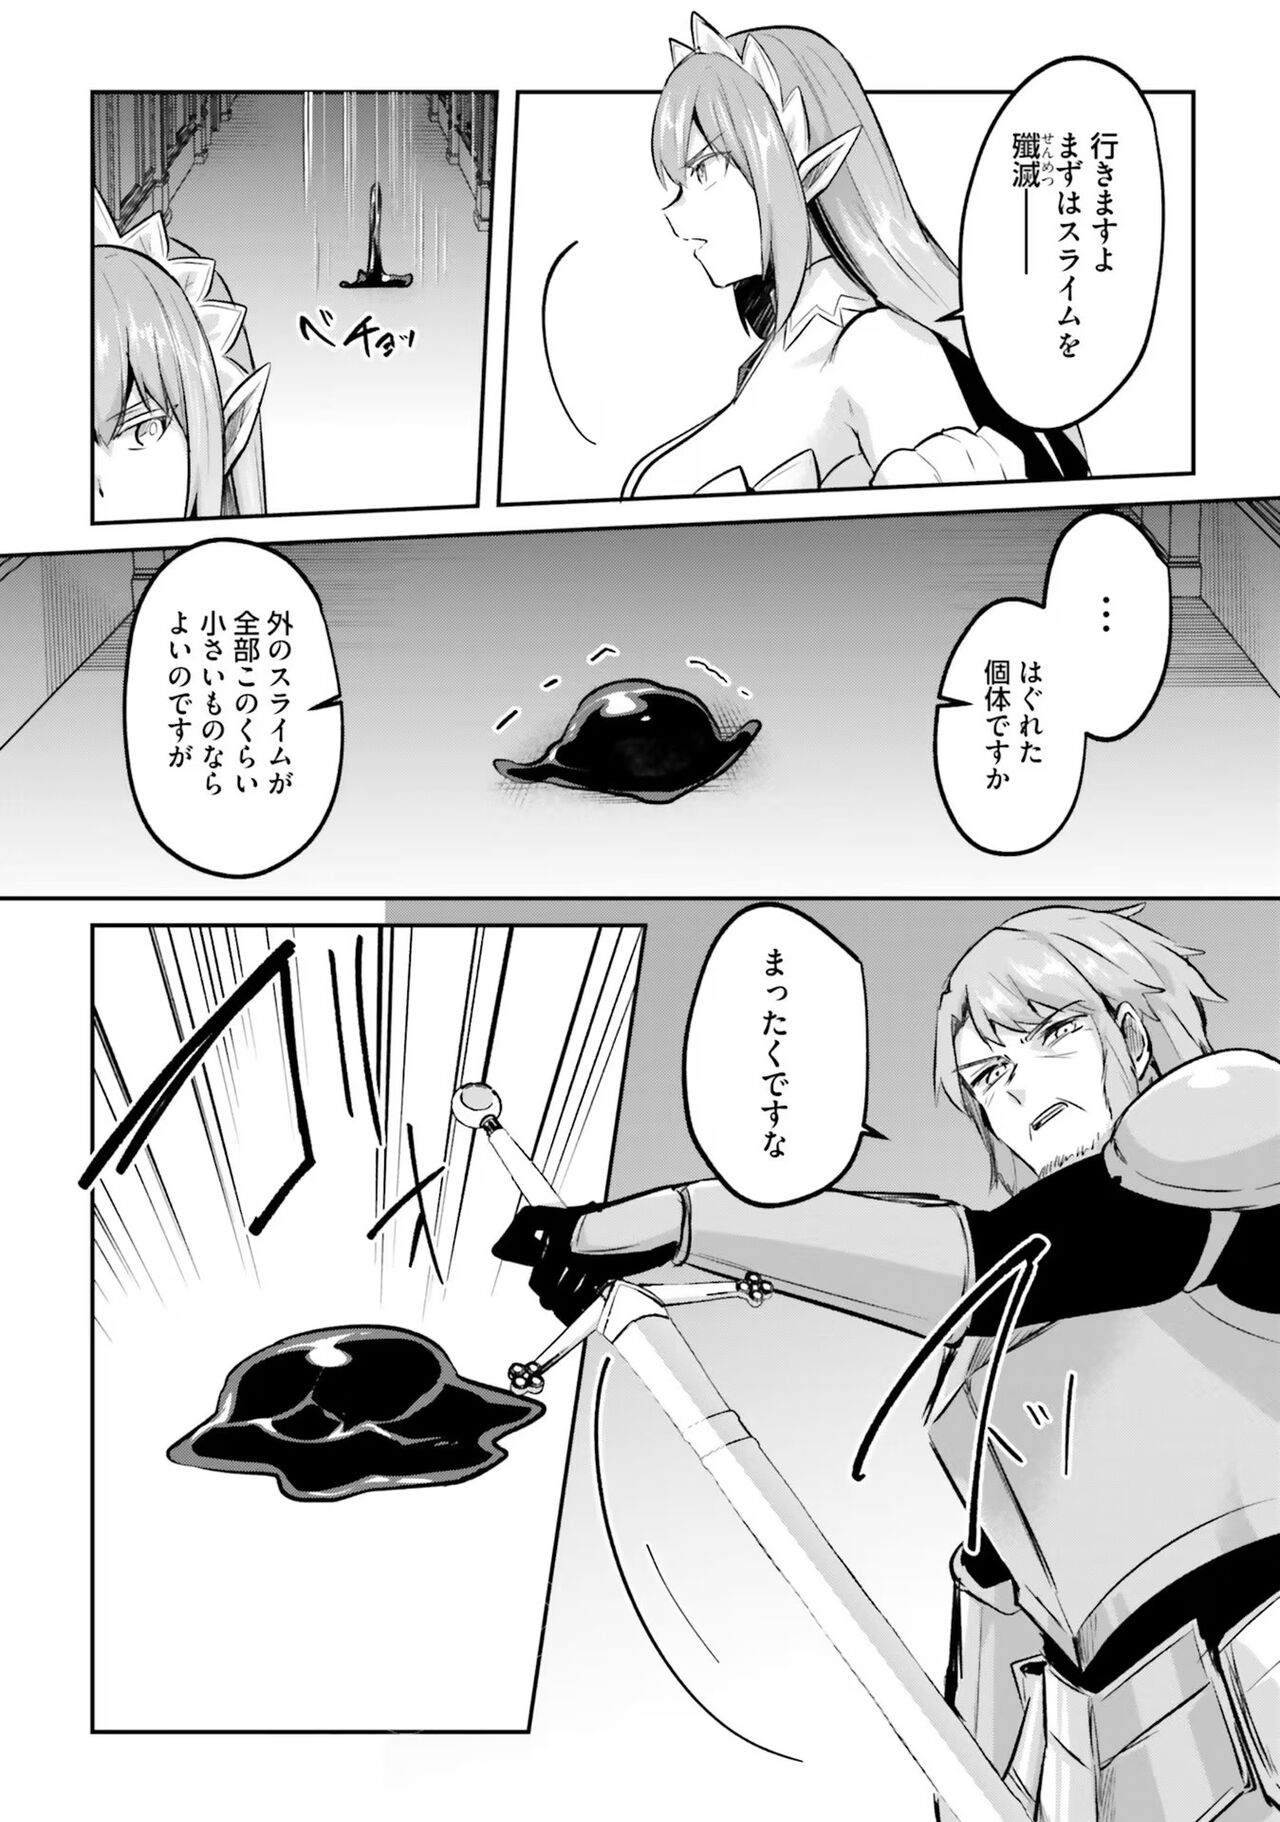 行きますよ
まずはスライムを
殲滅――
せんめつ
ベチョッ
…
はぐれた
個体ですか
外のスライムが
全部このくらい
小さいものなら
よいのですが
まったくですな